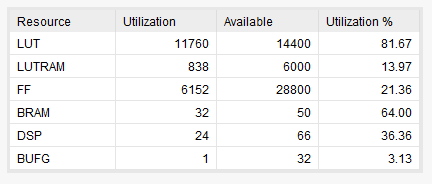 Resource Utilization Available Utilization %
LUT 11760 14400 81.67
LUTRAM 838 6000 13.97
FF 6152 28800 21.36
BRAM 32 50 64.00
DSP 24 66 36.36
BUFG 1 32 3.13